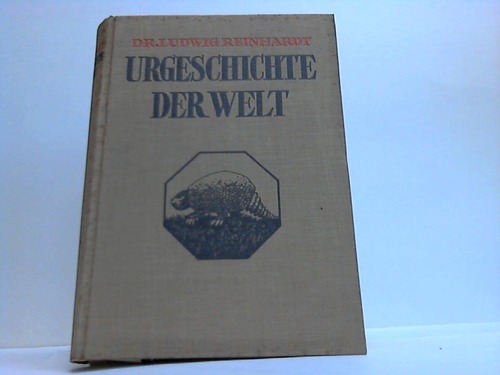 DR. LUDWIG REINHARDT
URGESCHICHTE
DER WELT